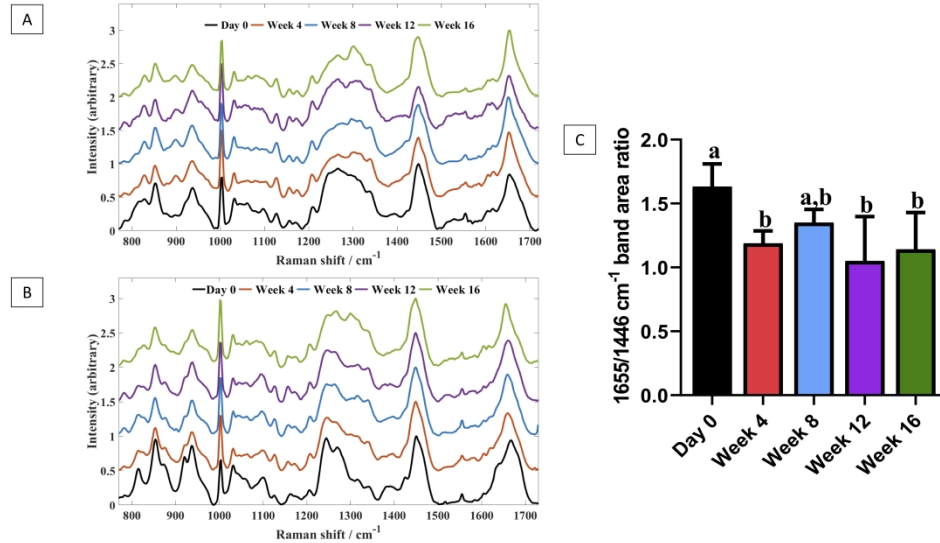 A
Day 0 Week 4 Week 8 Week 12 Week 16
3
2.5
2
1.5
1
0.5
0
Intensity (arbitrary)
800 900 1000 1100 1200 1300 1400 1500 1600 1700
Raman shift / cm-1
B
Day 0 Week 4 Week 8 Week 12 Week 16
3
2.5
2
1.5
1
0.5
0
Intensity (arbitrary)
800 900 1000 1100 1200 1300 1400 1500 1600 1700
Raman shift / cm-1
C
2.0
1.5
1.0
0.5
0.0
1655/1446 cm-1 band area ratio
a
b
a,b
b
b
Day 0
Week 4
Week 8
Week 12
Week 16